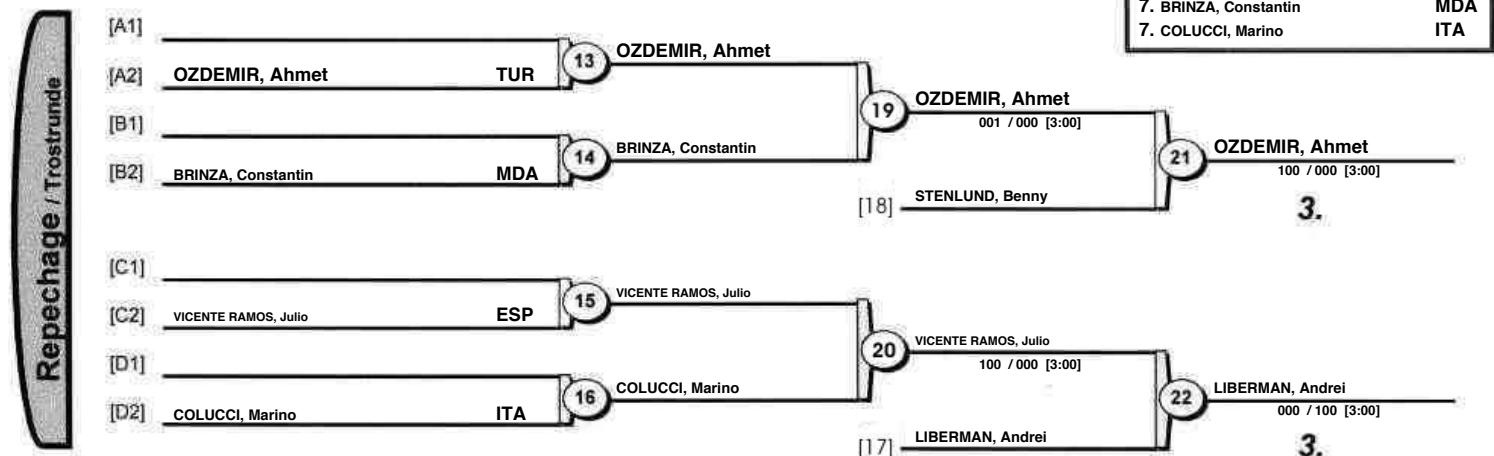 7. BRINZA, Constantin MDA
7. COLUCCI, Marino ITA
Repechage / Trostrunde
[A1]
[A2] OZDEMIR, Ahmet TUR
13 OZDEMIR, Ahmet
[B1]
[B2] BRINZA, Constantin MDA
14 BRINZA, Constantin
19 OZDEMIR, Ahmet
001 / 000 [3:00]
[18] STENLUND, Benny
21 OZDEMIR, Ahmet
100 / 000 [3:00]
3.
[C1]
[C2] VICENTE RAMOS, Julio ESP
15 VICENTE RAMOS, Julio
[D1]
[D2] COLUCCI, Marino ITA
16 COLUCCI, Marino
20 VICENTE RAMOS, Julio
100 / 000 [3:00]
[17] LIBERMAN, Andrei
22 LIBERMAN, Andrei
000 / 100 [3:00]
3.